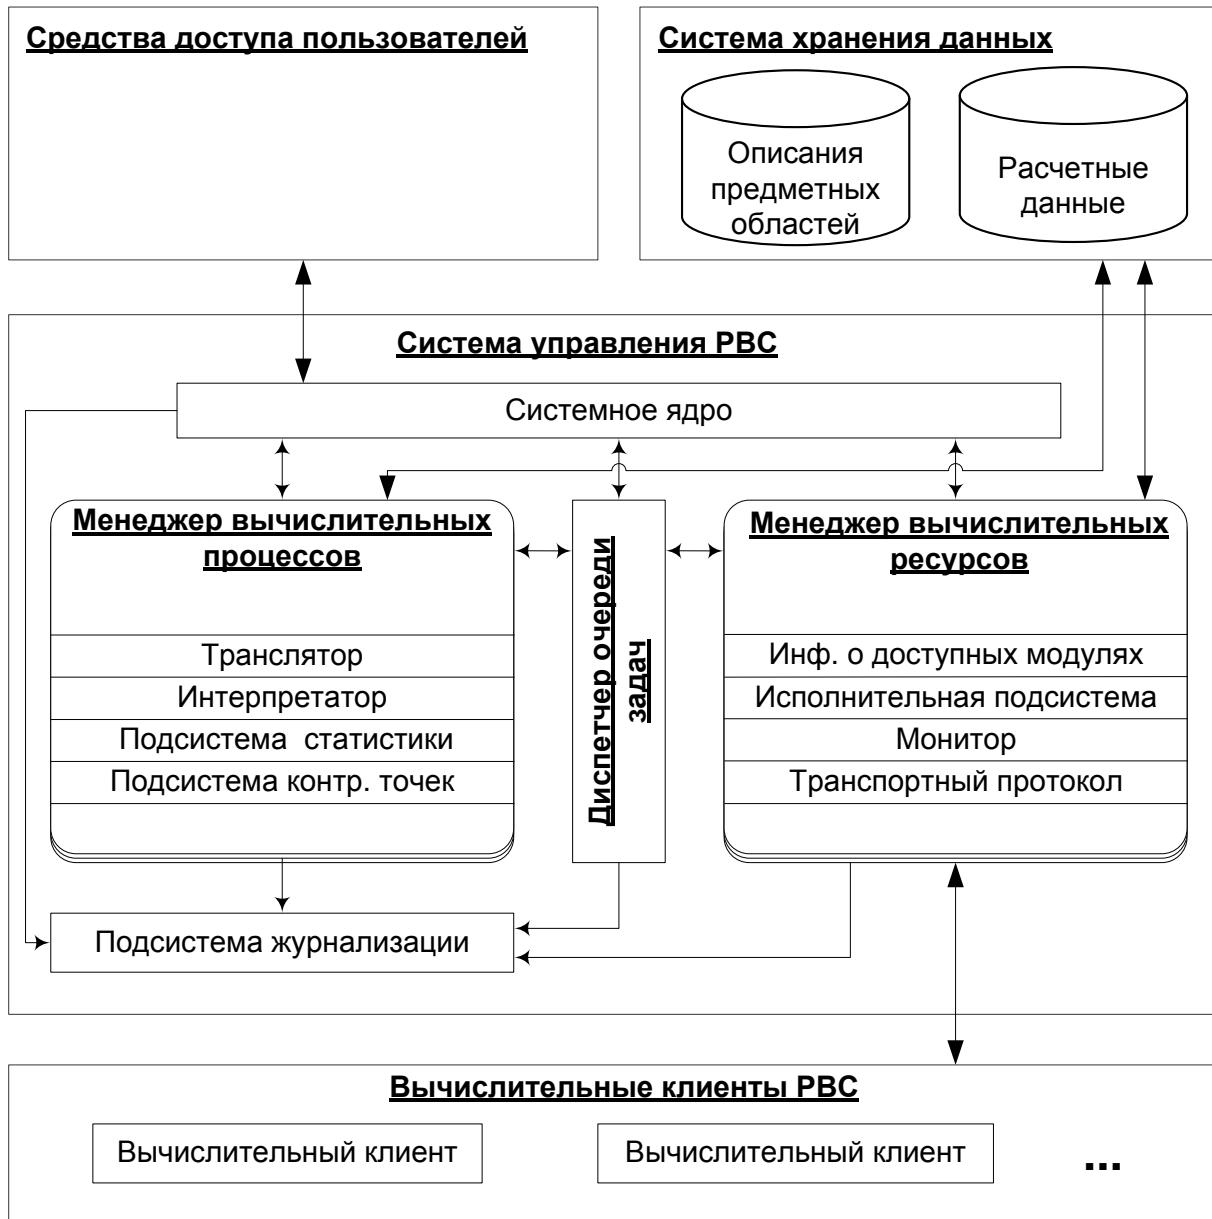 Средства доступа пользователей
Система хранения данных
Описания
предметных
областей
Расчетные
данные
Система управления РВС
Системное ядро
Менеджер вычислительных
процессов
Транслятор
Интерпретатор
Подсистема статистики
Подсистема контр. точек
Диспетчер очереди
задач
Менеджер вычислительных
ресурсов
Инф. о доступных модулях
Исполнительная подсистема
Монитор
Транспортный протокол
Подсистема журнализации
Вычислительные клиенты РВС
Вычислительный клиент
Вычислительный клиент
...